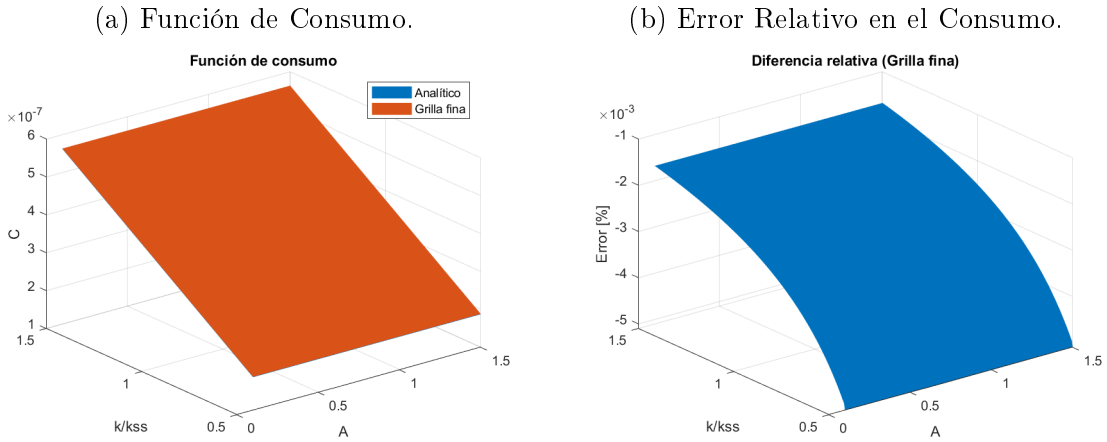 (a) Función de Consumo.
Función de consumo
Analítico
Grilla fina
×10⁻⁷
6
5
4
3
2
1
C
1.5
1
0.5
k/kss
0
0.5
1
1.5
A
(b) Error Relativo en el Consumo.
Diferencia relativa (Grilla fina)
×10⁻³
-1
-2
-3
-4
-5
Error [%]
1.5
1
0.5
k/kss
0
0.5
1
1.5
A